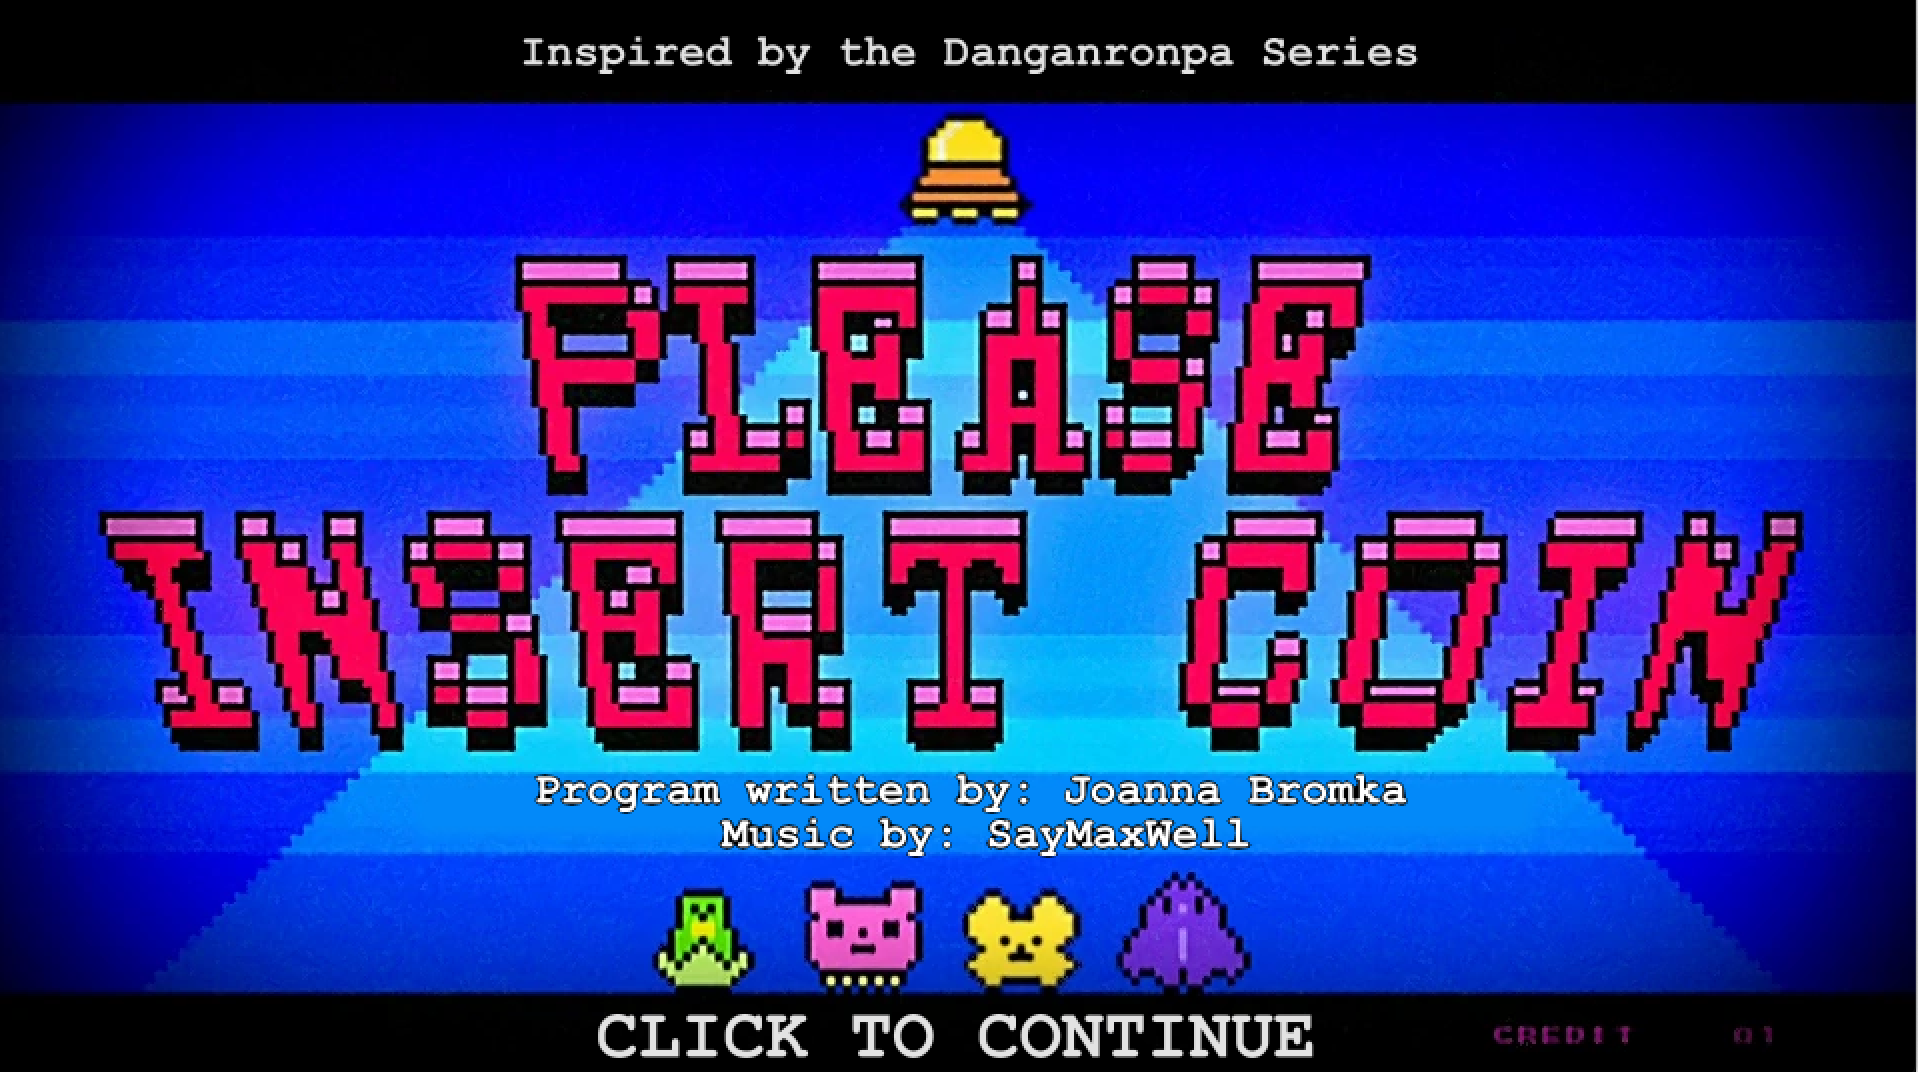 Inspired by the Danganronpa Series
PLEASE
INSERT COIN
Program written by: Joanna Bromka
Music by: SayMaxWell
CLICK TO CONTINUE
CREDIT 01